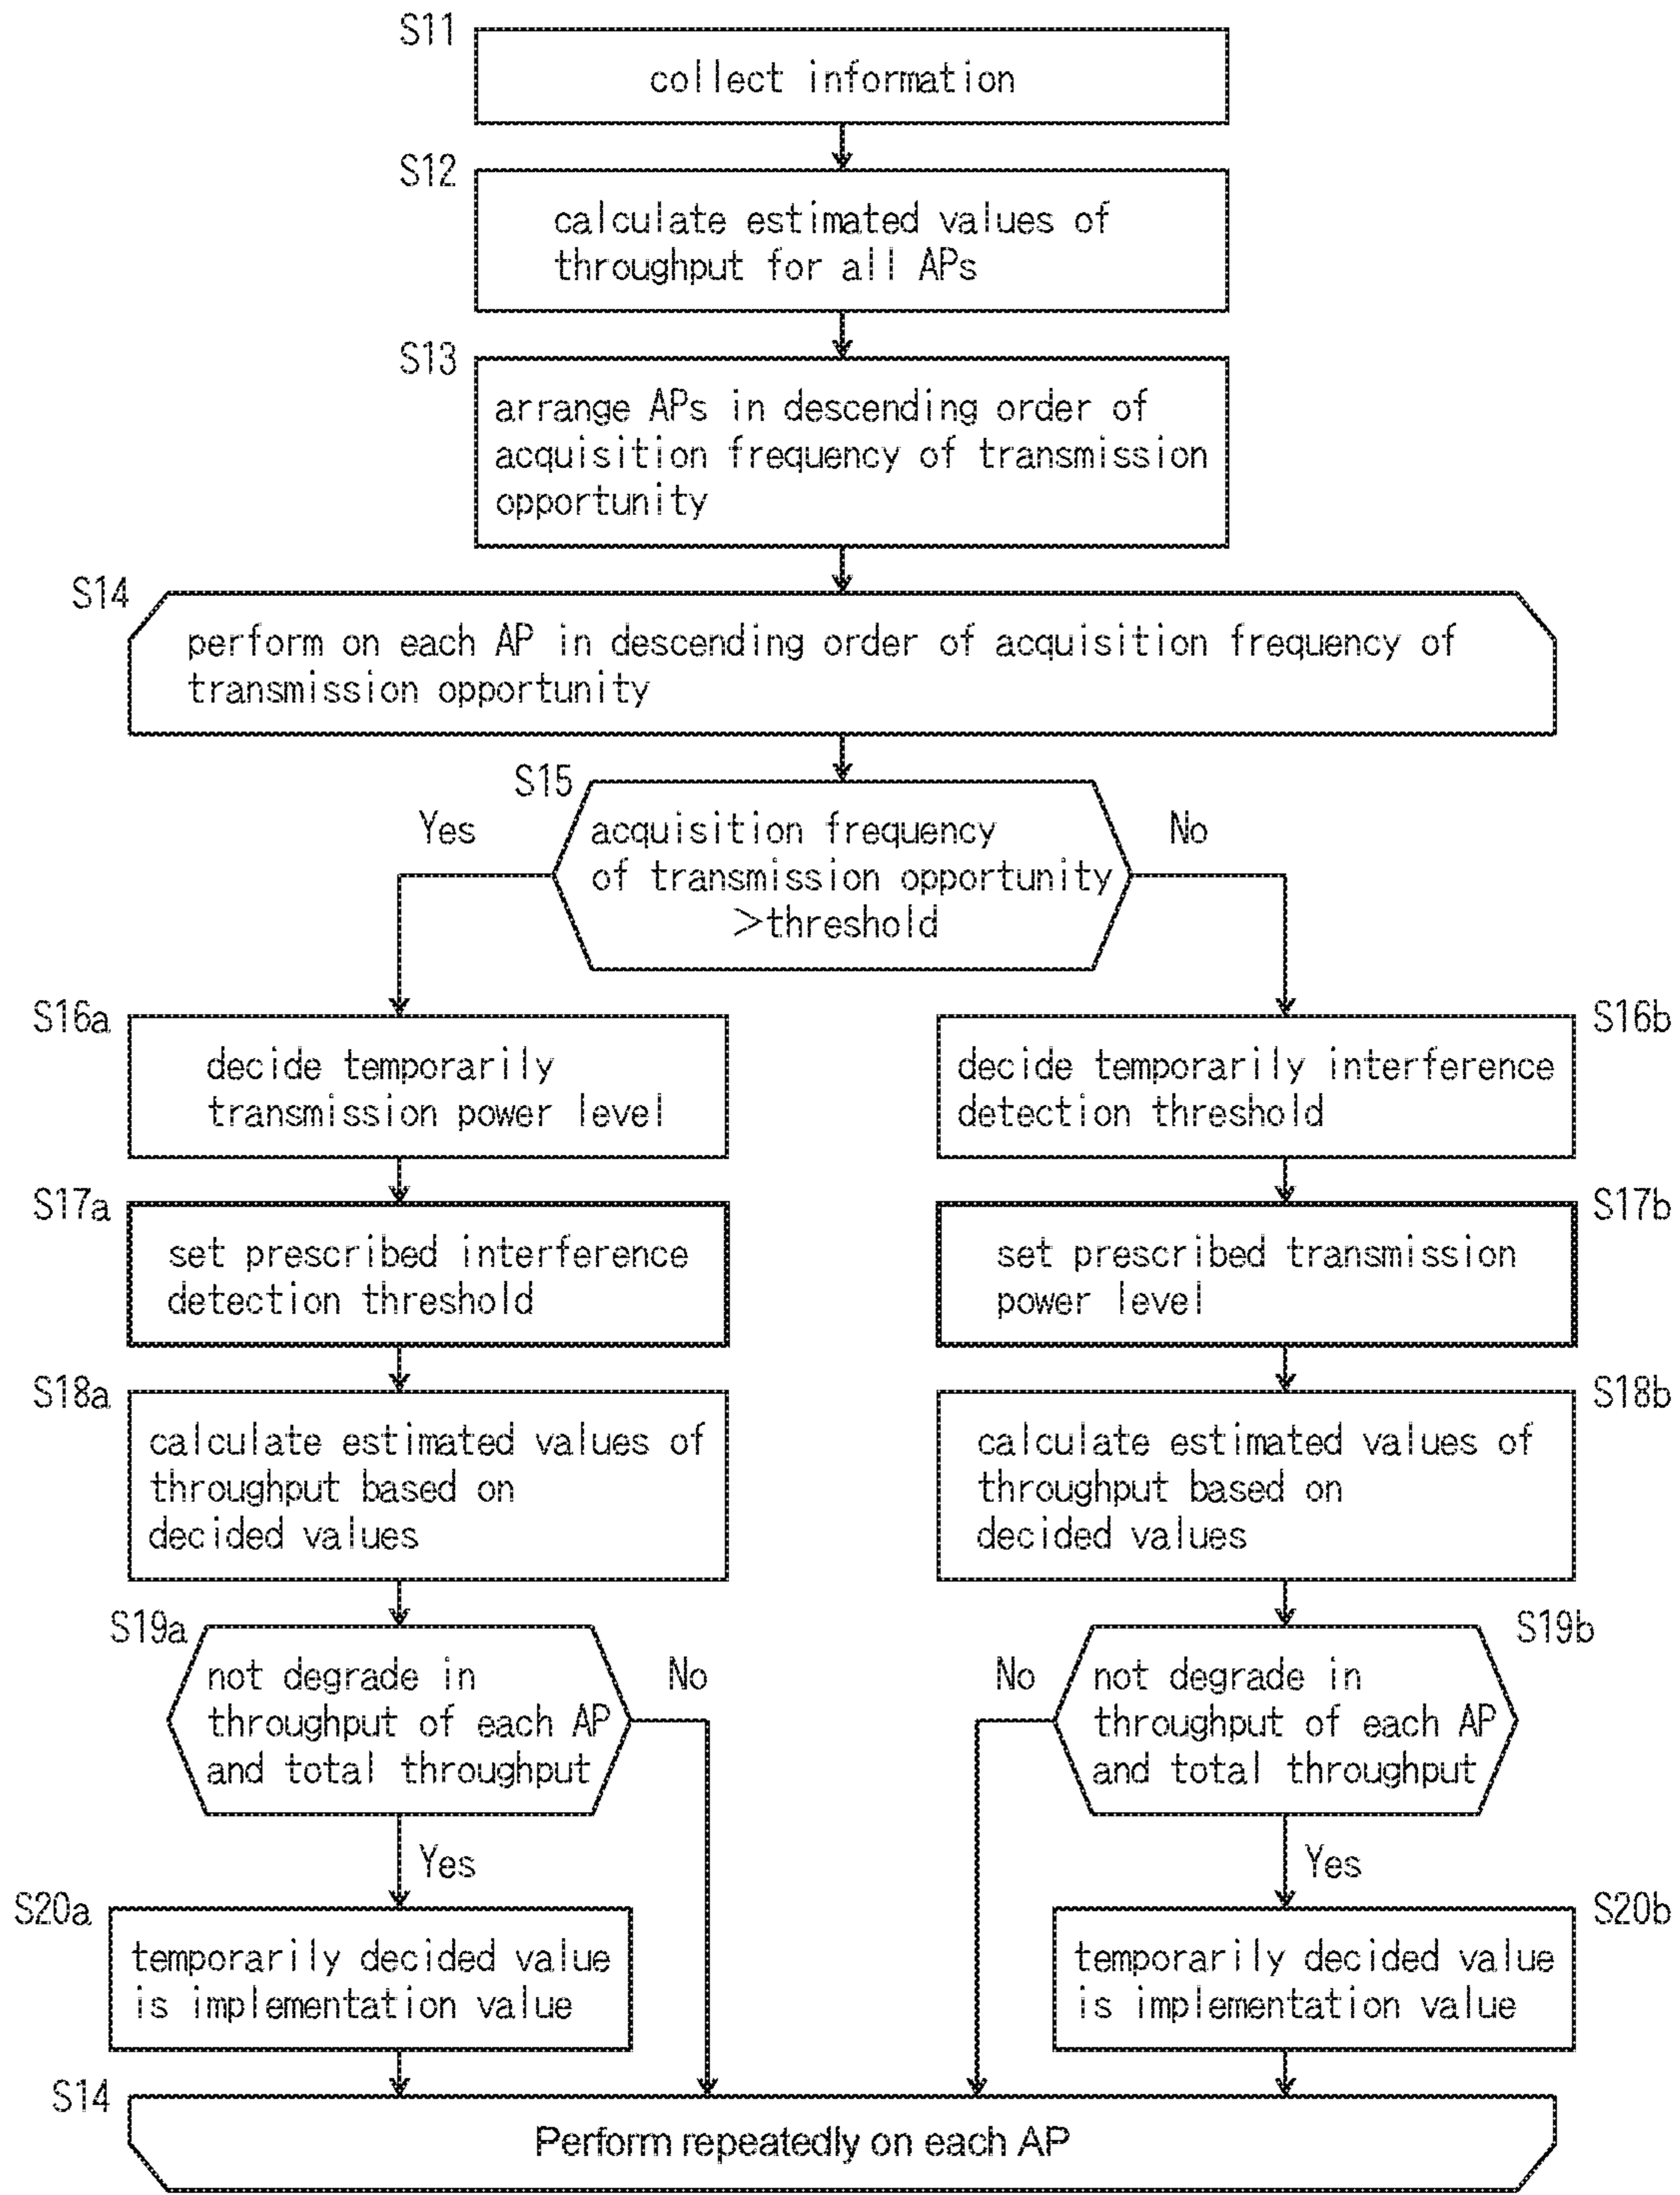 S11
collect information
S12
calculate estimated values of
throughput for all APs
S13
arrange APs in descending order of
acquisition frequency of transmission
opportunity
S14
perform on each AP in descending order of acquisition frequency of
transmission opportunity
S15
Yes
acquisition frequency
of transmission opportunity
>threshold
No
S16a
decide temporarily
transmission power level
S16b
decide temporarily interference
detection threshold
S17a
set prescribed interference
detection threshold
S17b
set prescribed transmission
power level
S18a
calculate estimated values of
throughput based on
decided values
S18b
calculate estimated values of
throughput based on
decided values
S19a
not degrade in
throughput of each AP
and total throughput
No
Yes
S19b
No
not degrade in
throughput of each AP
and total throughput
Yes
S20a
temporarily decided value
is implementation value
S20b
temporarily decided value
is implementation value
S14
Perform repeatedly on each AP